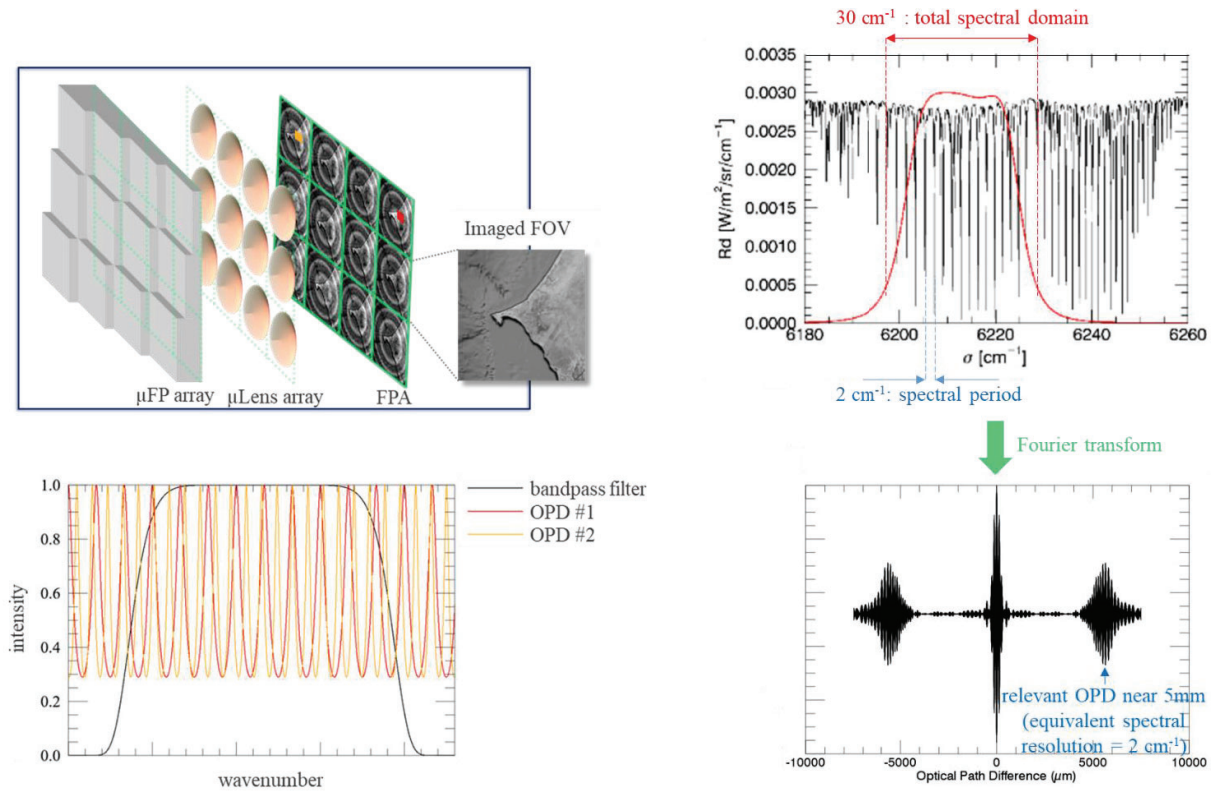 µFP array
µLens array
FPA
Imaged FOV
30 cm⁻¹ : total spectral domain
Rd [W/m²/sr/cm⁻¹]
0.0035
0.0030
0.0025
0.0020
0.0015
0.0010
0.0005
0.0000
6180
6200
6220
6240
6260
σ [cm⁻¹]
2 cm⁻¹: spectral period
Fourier transform
intensity
1.0
0.8
0.6
0.4
0.2
0.0
wavenumber
bandpass filter
OPD #1
OPD #2
relevant OPD near 5mm
(equivalent spectral
resolution = 2 cm⁻¹)
-10000
-5000
0
5000
10000
Optical Path Difference (µm)